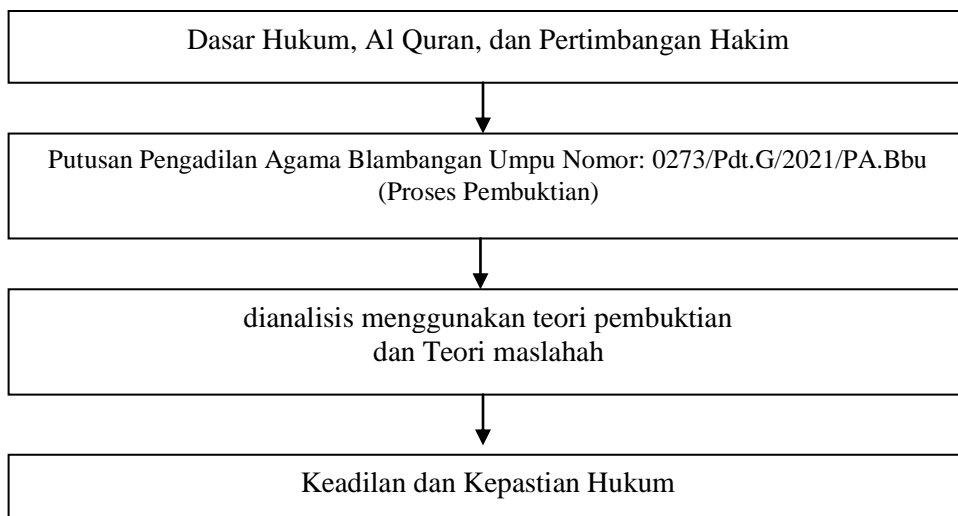 Dasar Hukum, Al Quran, dan Pertimbangan Hakim
Putusan Pengadilan Agama Blambangan Umpu Nomor: 0273/Pdt.G/2021/PA.Bbu
(Proses Pembuktian)
dianalisis menggunakan teori pembuktian
dan Teori maslahah
Keadilan dan Kepastian Hukum